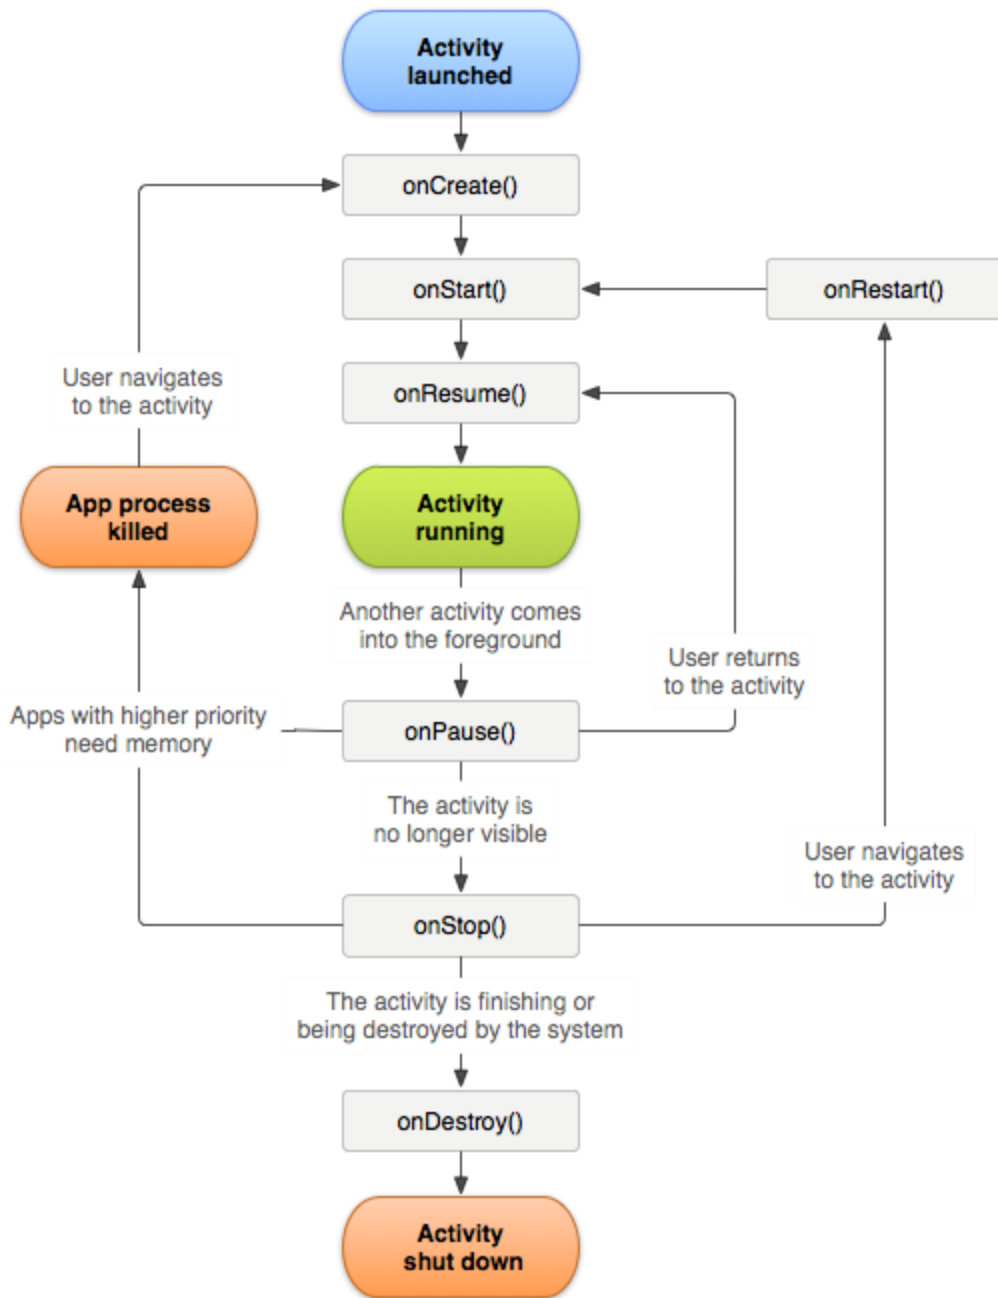 Activity
launched
onCreate()
onStart()
onRestart()
User navigates
to the activity
onResume()
App process
killed
Activity
running
Another activity comes
into the foreground
User returns
to the activity
Apps with higher priority
need memory
onPause()
The activity is
no longer visible
User navigates
to the activity
onStop()
The activity is finishing or
being destroyed by the system
onDestroy()
Activity
shut down